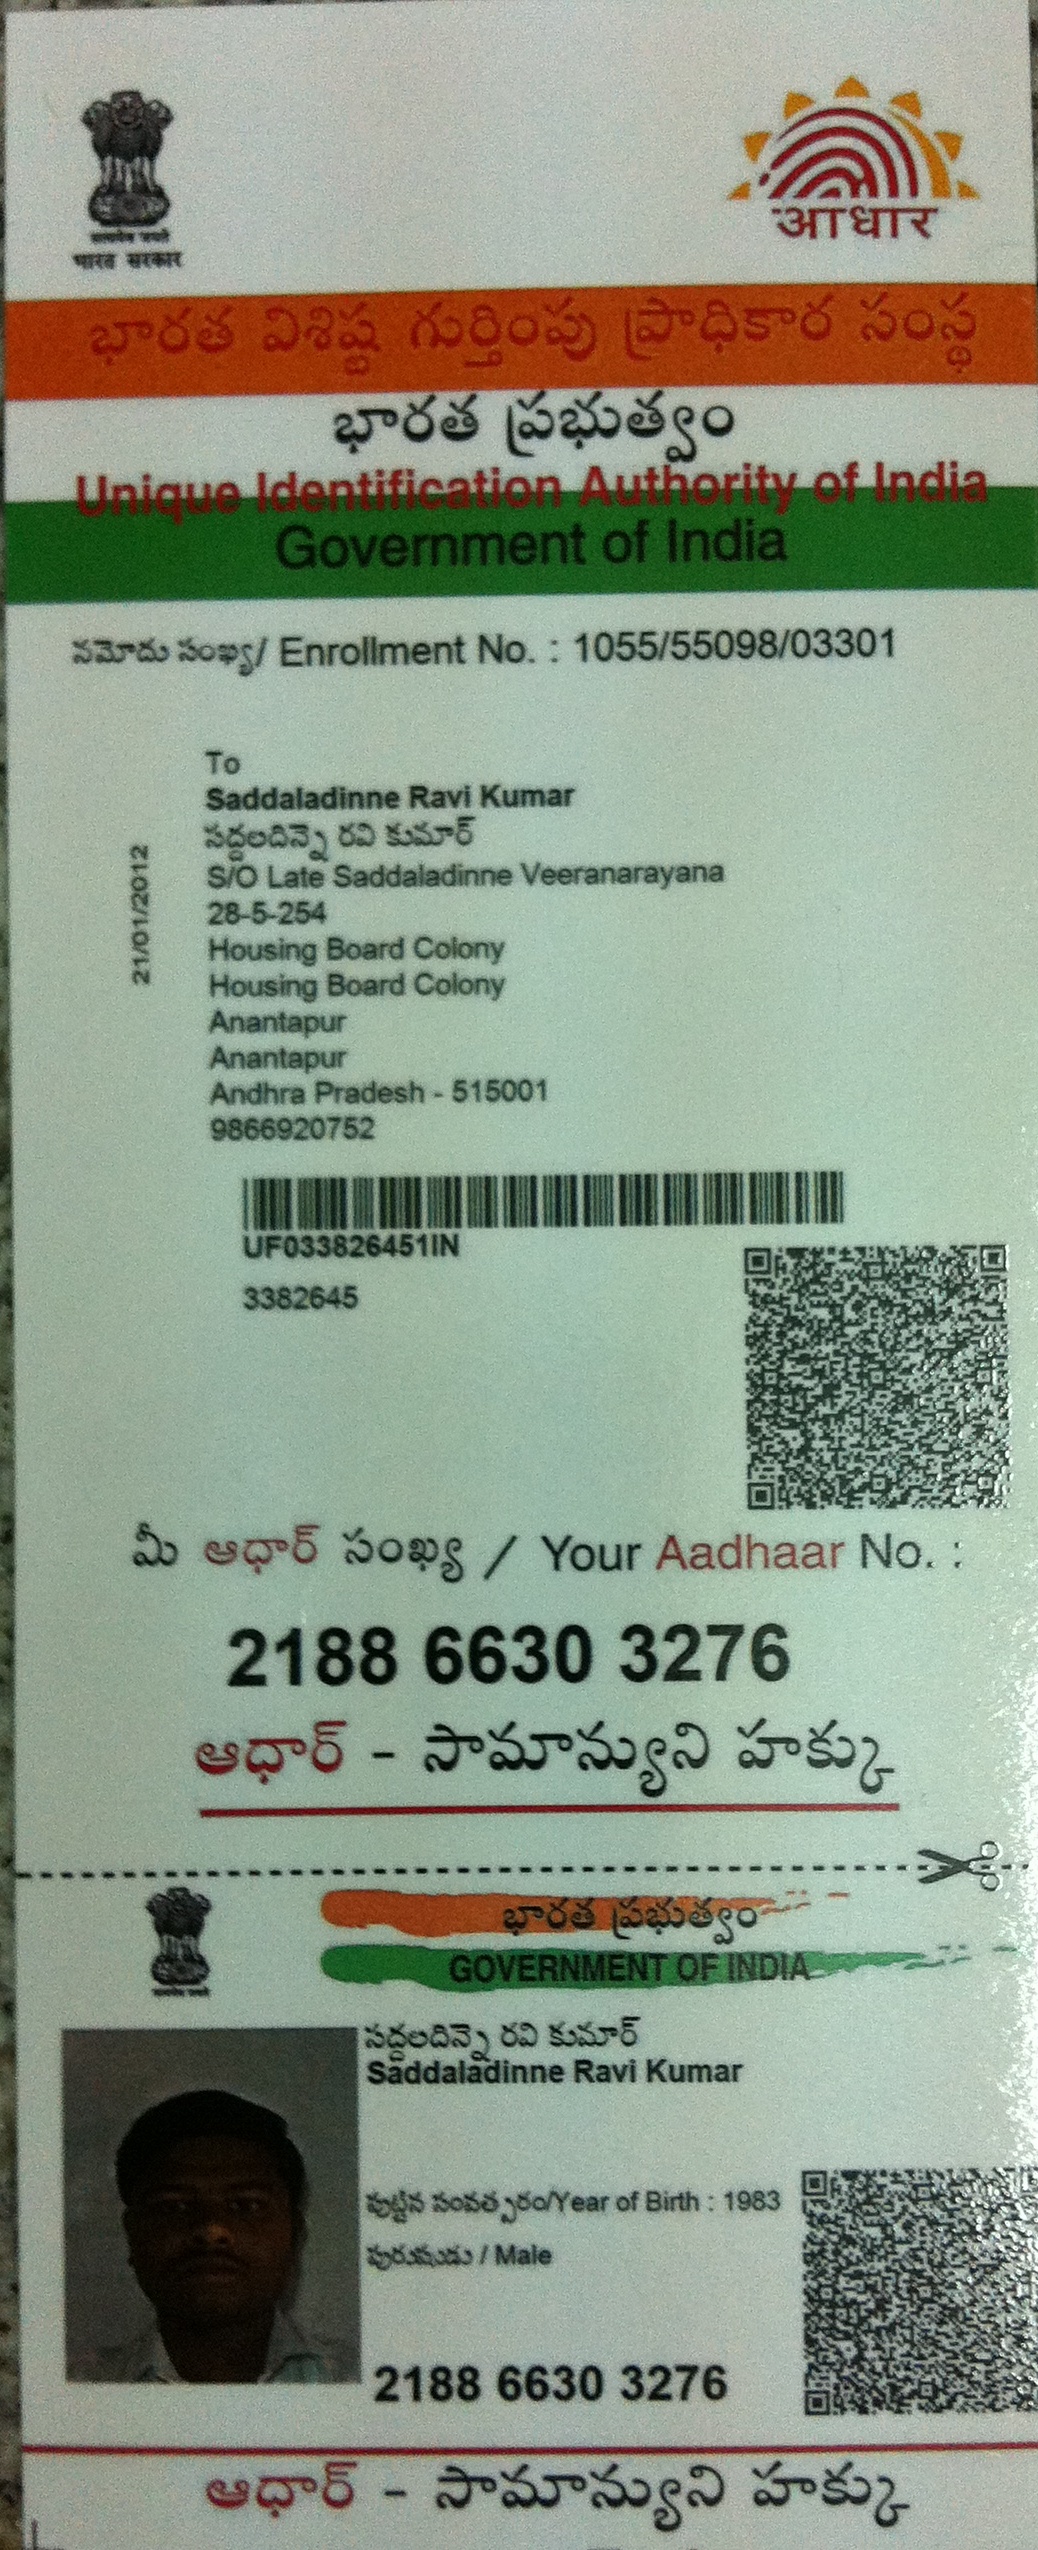 सत्यमेव जयते
भारत सरकार
आधार
భారత విశిష్ట గుర్తింపు ప్రాధికార సంస్థ
భారత ప్రభుత్వం
Unique Identification Authority of India
Government of India
నమోదు సంఖ్య/ Enrollment No. : 1055/55098/03301
21/01/2012
To
Saddaladinne Ravi Kumar
సద్దలదిన్నె రవి కుమార్
S/O Late Saddaladinne Veeranarayana
28-5-254
Housing Board Colony
Housing Board Colony
Anantapur
Anantapur
Andhra Pradesh - 515001
9866920752
UF033826451IN
3382645
మీ ఆధార్ సంఖ్య / Your Aadhaar No. :
2188 6630 3276
ఆధార్ - సామాన్యుని హక్కు
భారత ప్రభుత్వం
GOVERNMENT OF INDIA
सत्यमेव जयते
సద్దలదిన్నె రవి కుమార్
Saddaladinne Ravi Kumar
పుట్టిన సంవత్సరం/Year of Birth : 1983
పురుషుడు / Male
2188 6630 3276
ఆధార్ - సామాన్యుని హక్కు